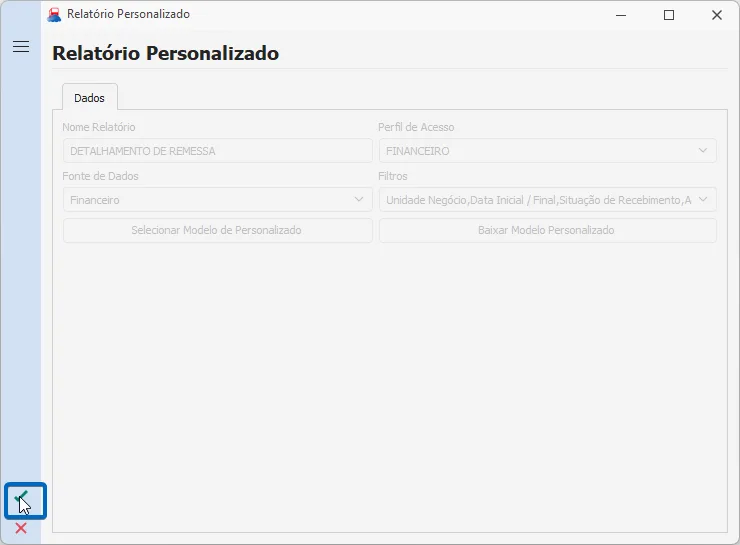 Relatório Personalizado
Relatório Personalizado
Dados
Nome Relatório
Perfil de Acesso
DETALHAMENTO DE REMESSA
FINANCEIRO
Fonte de Dados
Filtros
Financeiro
Unidade Negócio,Data Inicial / Final,Situação de Recebimento,A
Selecionar Modelo de Personalizado
Baixar Modelo Personalizado